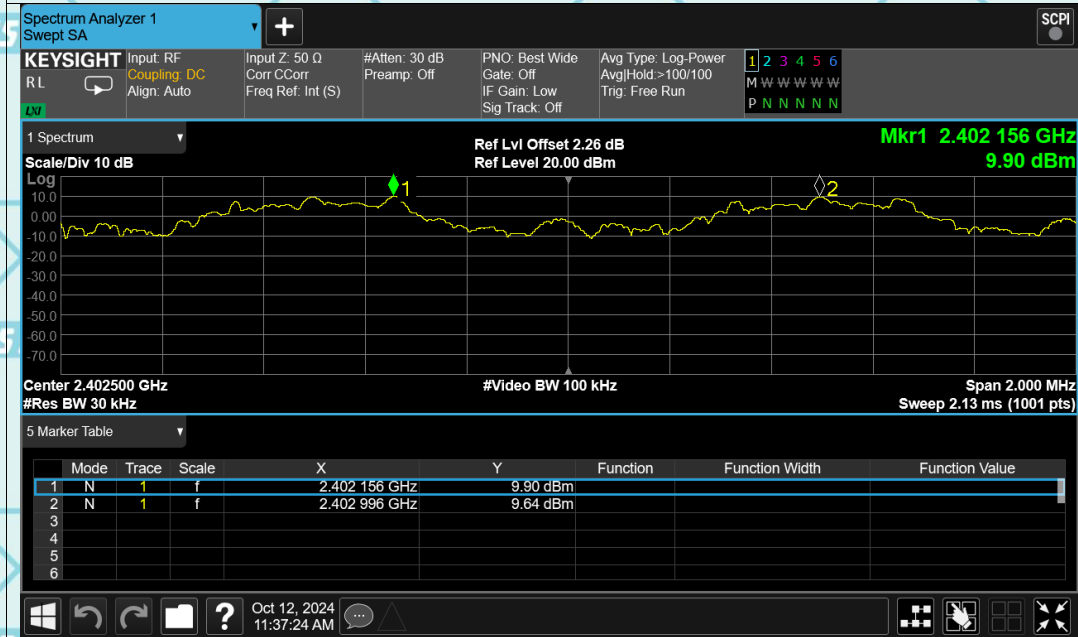 Spectrum Analyzer 1
Swept SA
+
SCPI
KEYSIGHT Input: RF Input Z: 50 Ω #Atten: 30 dB PNO: Best Wide Avg Type: Log-Power 1 2 3 4 5 6
R L Coupling: DC Corr CCorr Preamp: Off Gate: Off Avg|Hold:>100/100 M W W W W W
Align: Auto Freq Ref: Int (S) IF Gain: Low Trig: Free Run P N N N N N
LXI Sig Track: Off
1 Spectrum Ref Lvl Offset 2.26 dB Mkr1 2.402 156 GHz
Scale/Div 10 dB Ref Level 20.00 dBm 9.90 dBm
Log
1
2
10.0
0.00
-10.0
-20.0
-30.0
-40.0
-50.0
-60.0
-70.0
Center 2.402500 GHz #Video BW 100 kHz Span 2.000 MHz
#Res BW 30 kHz Sweep 2.13 ms (1001 pts)
5 Marker Table
Mode Trace Scale X Y Function Function Width Function Value
1 N 1 f 2.402 156 GHz 9.90 dBm
2 N 1 f 2.402 996 GHz 9.64 dBm
3
4
5
6
? Oct 12, 2024
11:37:24 AM